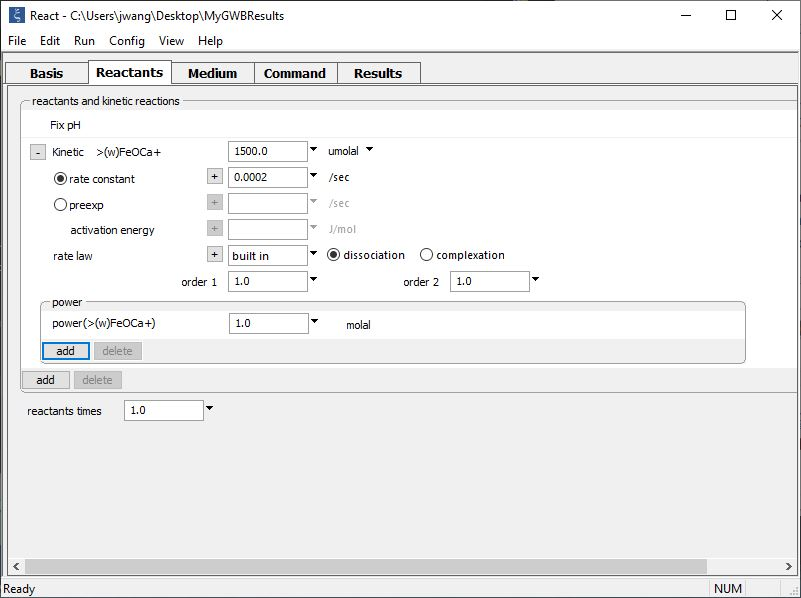 React - C:\Users\jwang\Desktop\MyGWBResults
File Edit Run Config View Help
Basis Reactants Medium Command Results
reactants and kinetic reactions
Fix pH
- Kinetic >(w)FeOCa+ 1500.0 umolal
rate constant + 0.0002 /sec
preexp + /sec
activation energy + J/mol
rate law + built in dissociation complexation
order 1 1.0 order 2 1.0
power
power(>(w)FeOCa+) 1.0 molal
add delete
add delete
reactants times 1.0
Ready NUM